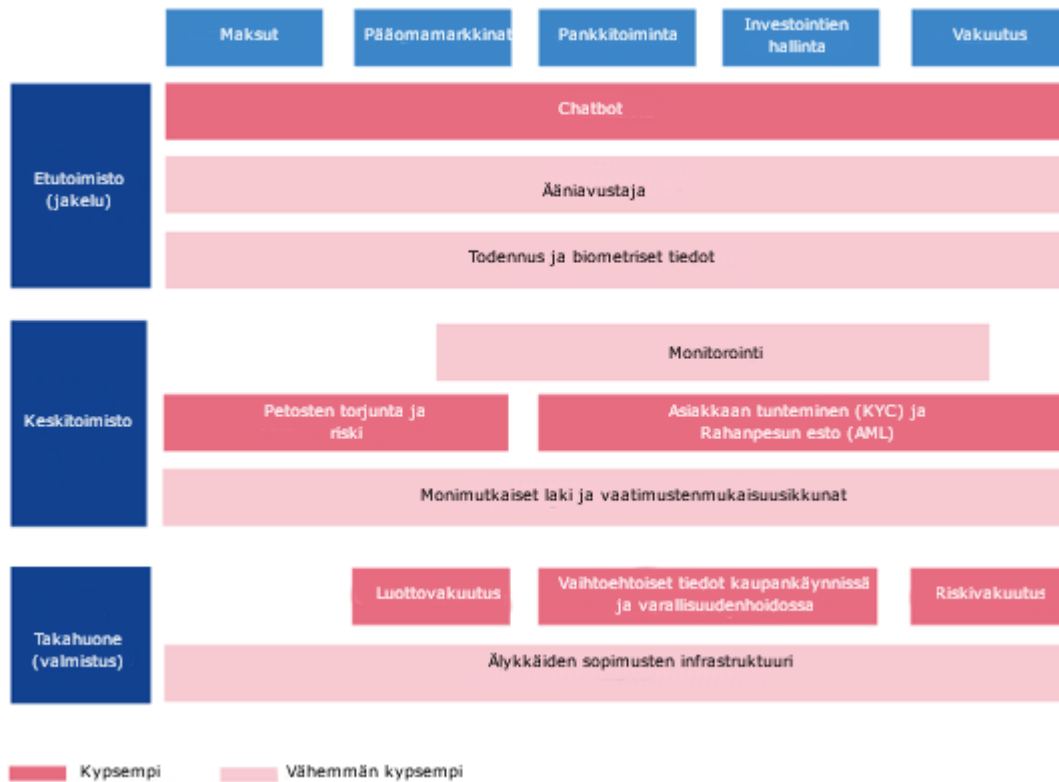 Maksut
Pääomamarkkinat
Pankkitoiminta
Investointien
hallinta
Vakuutus
Etutoimisto
(jakelu)
Chatbot
Ääniavustaja
Todennus ja biometriset tiedot
Keskitoimisto
Monitorointi
Petosten torjunta ja
riski
Asiakkaan tunteminen (KYC) ja
Rahanpesun esto (AML)
Monimutkaiset laki ja vaatimustenmukaisuusikkunat
Takahuone
(valmistus)
Luottovakuutus
Vaihtoehtoiset tiedot kaupankäynnissä
ja varallisuudenhoidossa
Riskivakuutus
Älykkäiden sopimusten infrastruktuuri
Kypsempi
Vähemmän kypsempi